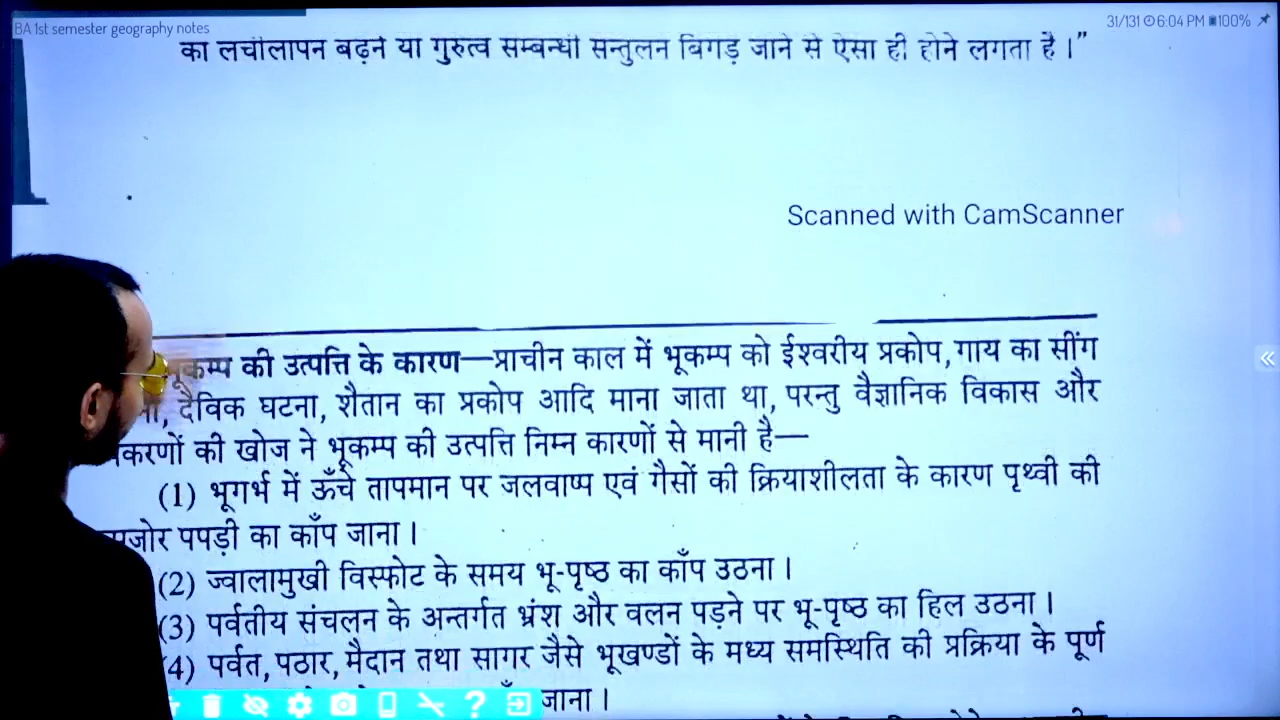 BA 1st semester geography notes
31/131 6:04 PM 100%
का लचीलापन बढ़ने या गुरुत्व सम्बन्धी सन्तुलन बिगड़ जाने से ऐसा ही होने लगता है।”
Scanned with CamScanner
की उत्पत्ति के कारण—प्राचीन काल में भूकम्प को ईश्वरीय प्रकोप, गाय का सींग
दैविक घटना, शैतान का प्रकोप आदि माना जाता था, परन्तु वैज्ञानिक विकास और
की खोज ने भूकम्प की उत्पत्ति निम्न कारणों से मानी है—
(1) भूगर्भ में ऊँचे तापमान पर जलवाष्प एवं गैसों की क्रियाशीलता के कारण पृथ्वी की
पपड़ी का काँप जाना।
(2) ज्वालामुखी विस्फोट के समय भू-पृष्ठ का काँप उठना।
(3) पर्वतीय संचलन के अन्तर्गत भ्रंश और वलन पड़ने पर भू-पृष्ठ का हिल उठना।
(4) पर्वत, पठार, मैदान तथा सागर जैसे भूखण्डों के मध्य समस्थिति की प्रक्रिया के पूर्ण
जाना।